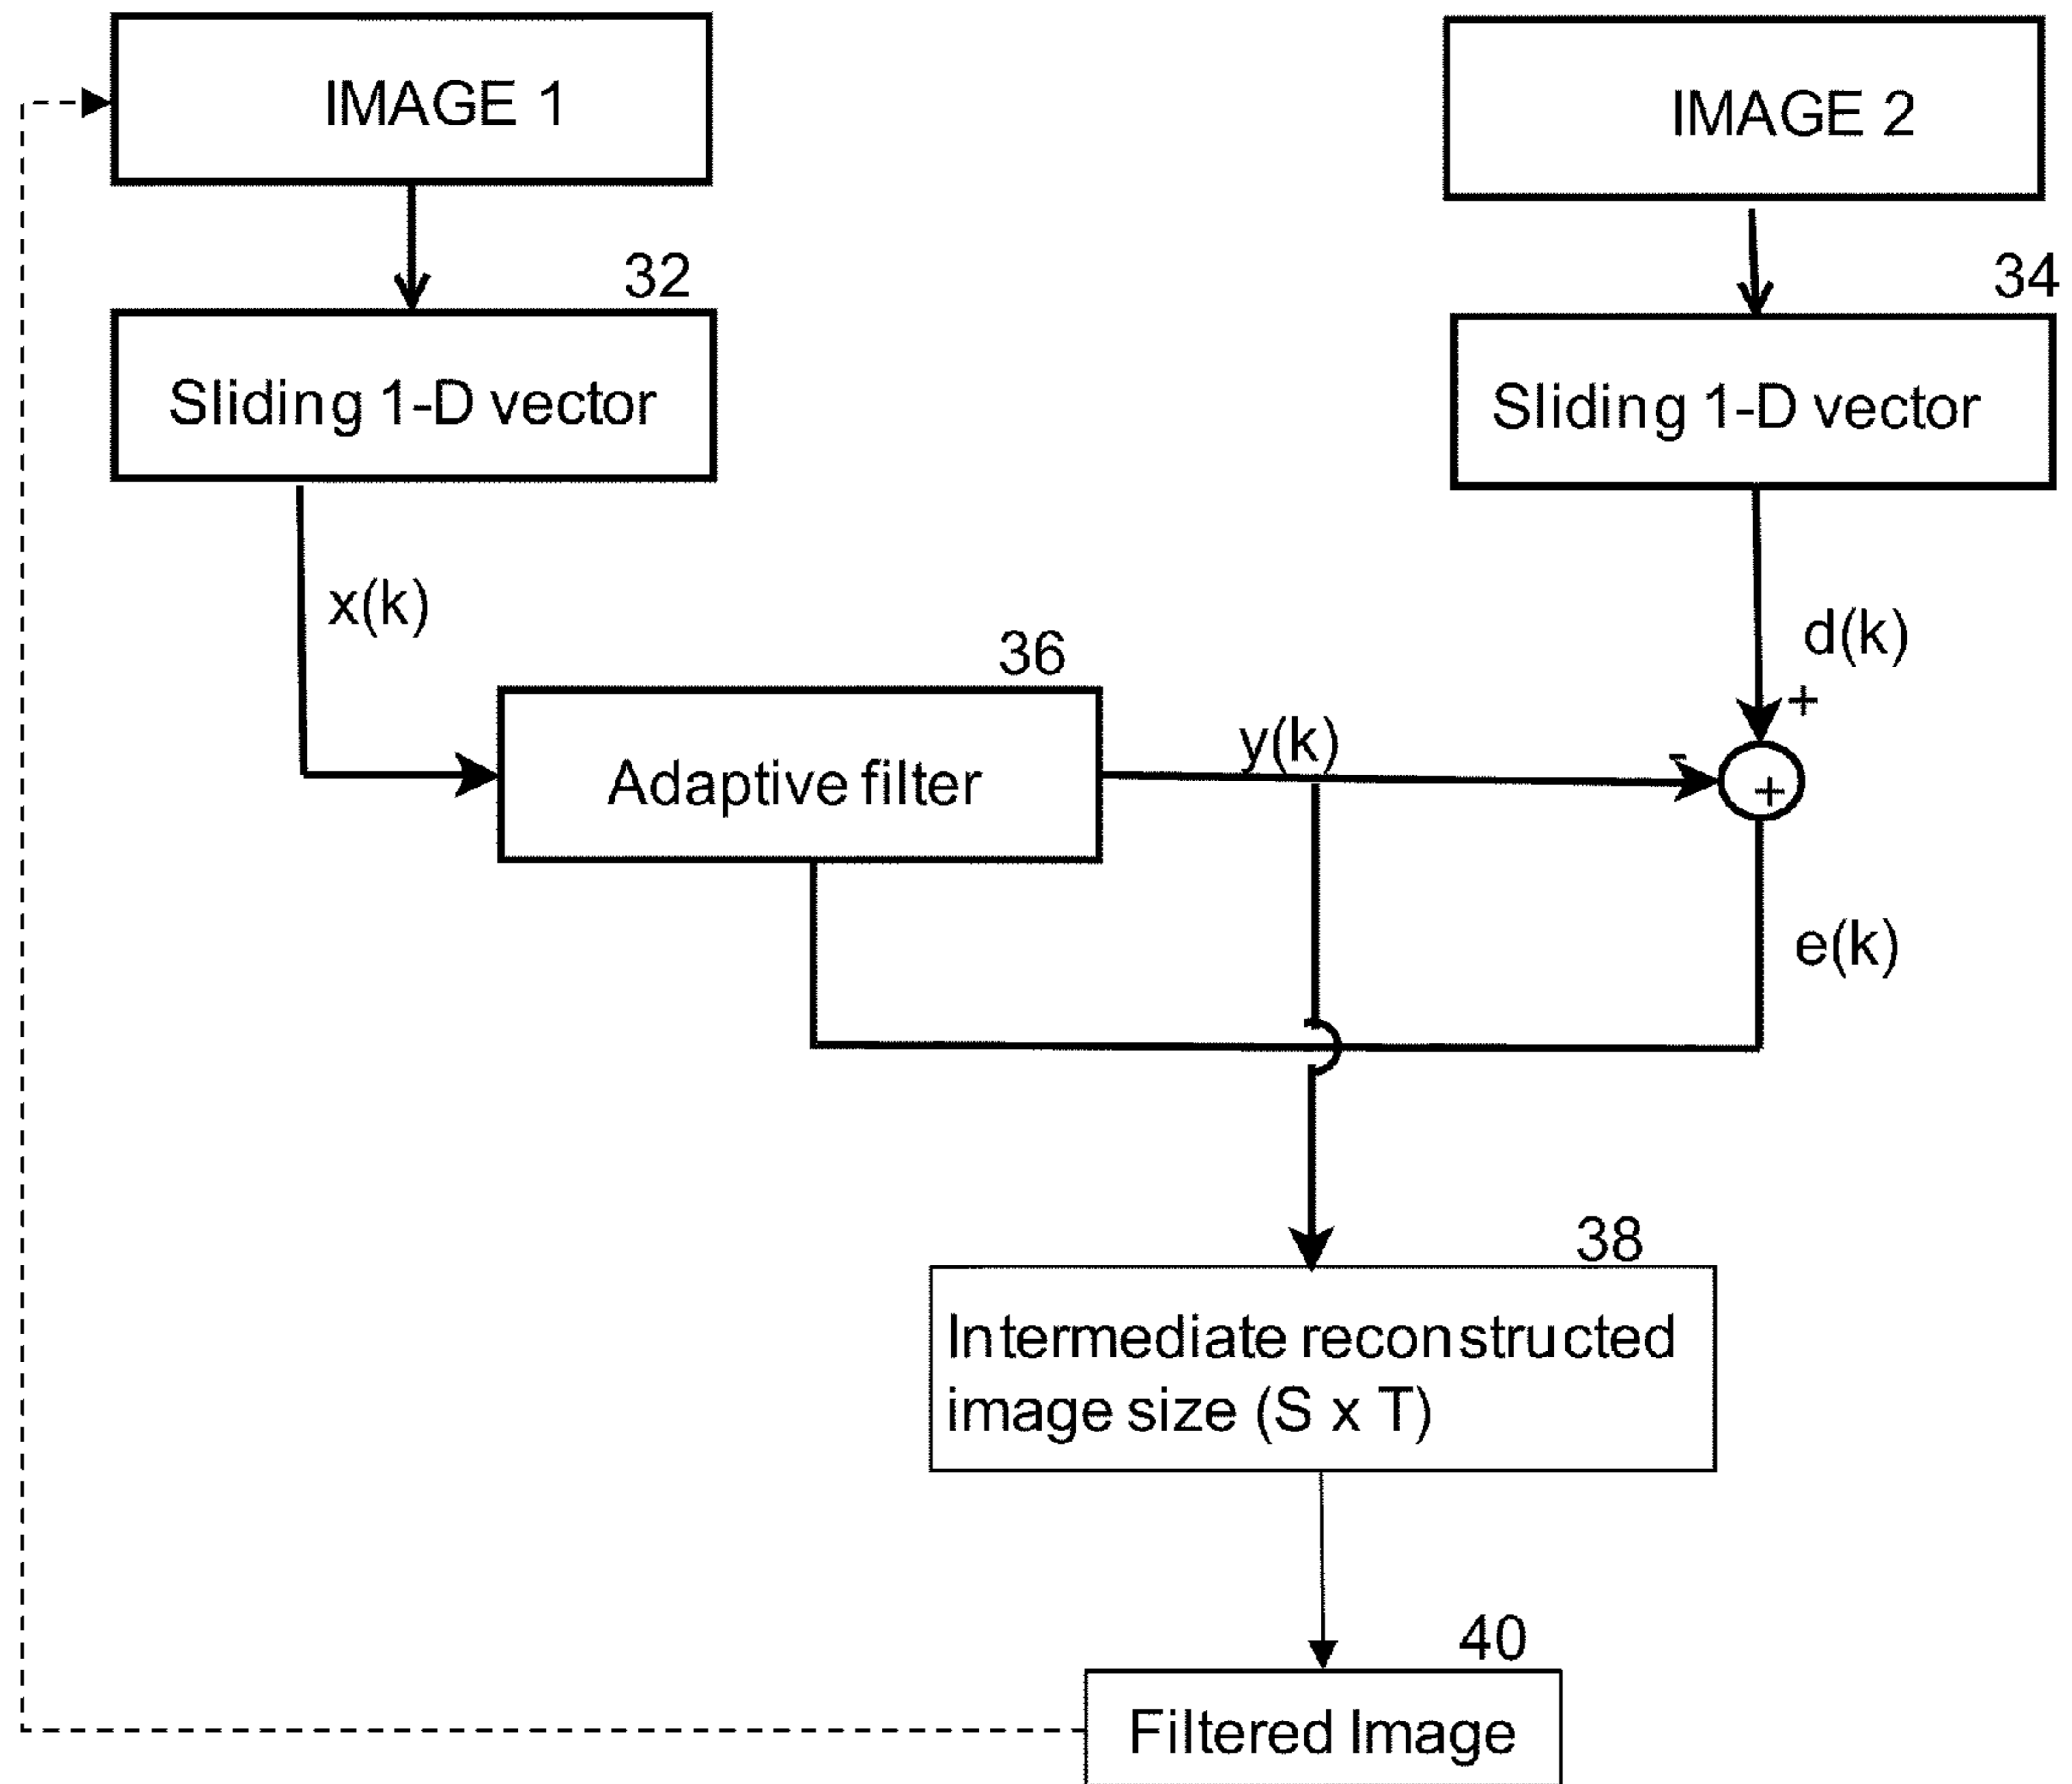 IMAGE 1
IMAGE 2
32
34
Sliding 1-D vector
Sliding 1-D vector
x(k)
d(k)
36
+
y(k)
-
Adaptive filter
+
e(k)
38
Intermediate reconstructed
image size (S x T)
40
Filtered Image